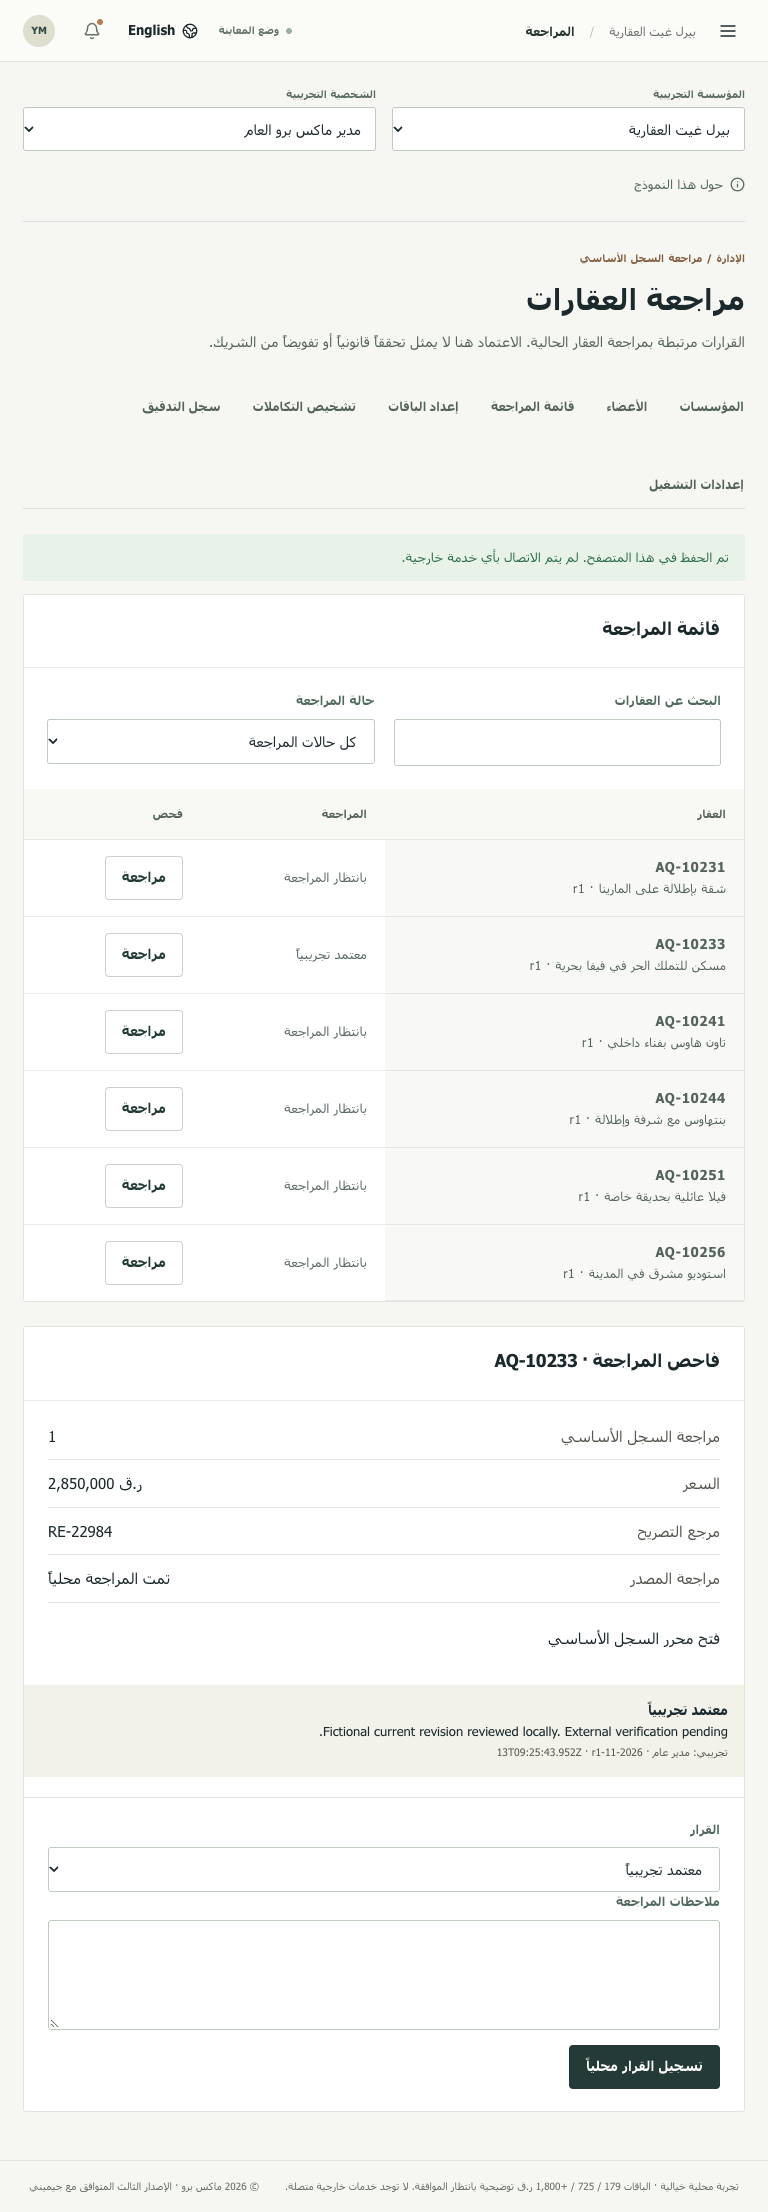 بيرل غيت العقارية / المراجعة
وضع المعاينة
English
YM
المؤسسة التجريبية
بيرل غيت العقارية
الشخصية التجريبية
مدير ماكس برو العام
حول هذا النموذج
الإدارة / مراجعة السجل الأساسي
مراجعة العقارات
القرارات مرتبطة بمراجعة العقار الحالية. الاعتماد هنا لا يمثل تحققاً قانونياً أو تفويضاً من الشريك.
المؤسسات الأعضاء قائمة المراجعة إعداد الباقات تشخيص التكاملات سجل التدقيق
إعدادات التشغيل
تم الحفظ في هذا المتصفح. لم يتم الاتصال بأي خدمة خارجية.
قائمة المراجعة
البحث عن العقارات
حالة المراجعة
كل حالات المراجعة
العقار المراجعة فحص
AQ-10231
شقة بإطلالة على المارينا · r1
بانتظار المراجعة
مراجعة
AQ-10233
مسكن للتملك الحر في فيفا بحرية · r1
معتمد تجريبياً
مراجعة
AQ-10241
تاون هاوس بفناء داخلي · r1
بانتظار المراجعة
مراجعة
AQ-10244
بنتهاوس مع شرفة وإطلالة · r1
بانتظار المراجعة
مراجعة
AQ-10251
فيلا عائلية بحديقة خاصة · r1
بانتظار المراجعة
مراجعة
AQ-10256
استوديو مشرق في المدينة · r1
بانتظار المراجعة
مراجعة
فاحص المراجعة · AQ-10233
مراجعة السجل الأساسي 1
السعر 2,850,000 ر.ق
مرجع التصريح RE-22984
مراجعة المصدر تمت المراجعة محلياً
فتح محرر السجل الأساسي
معتمد تجريبياً
Fictional current revision reviewed locally. External verification pending.
تجريبي: مدير عام · 2026-11-13T09:25:43.952Z · r1
القرار
معتمد تجريبياً
ملاحظات المراجعة
تسجيل القرار محلياً
تجربة محلية خيالية · الباقات 179 / 725 / +1,800 ر.ق توضيحية بانتظار الموافقة. لا توجد خدمات خارجية متصلة.
© 2026 ماكس برو · الإصدار الثالث المتوافق مع جيميني